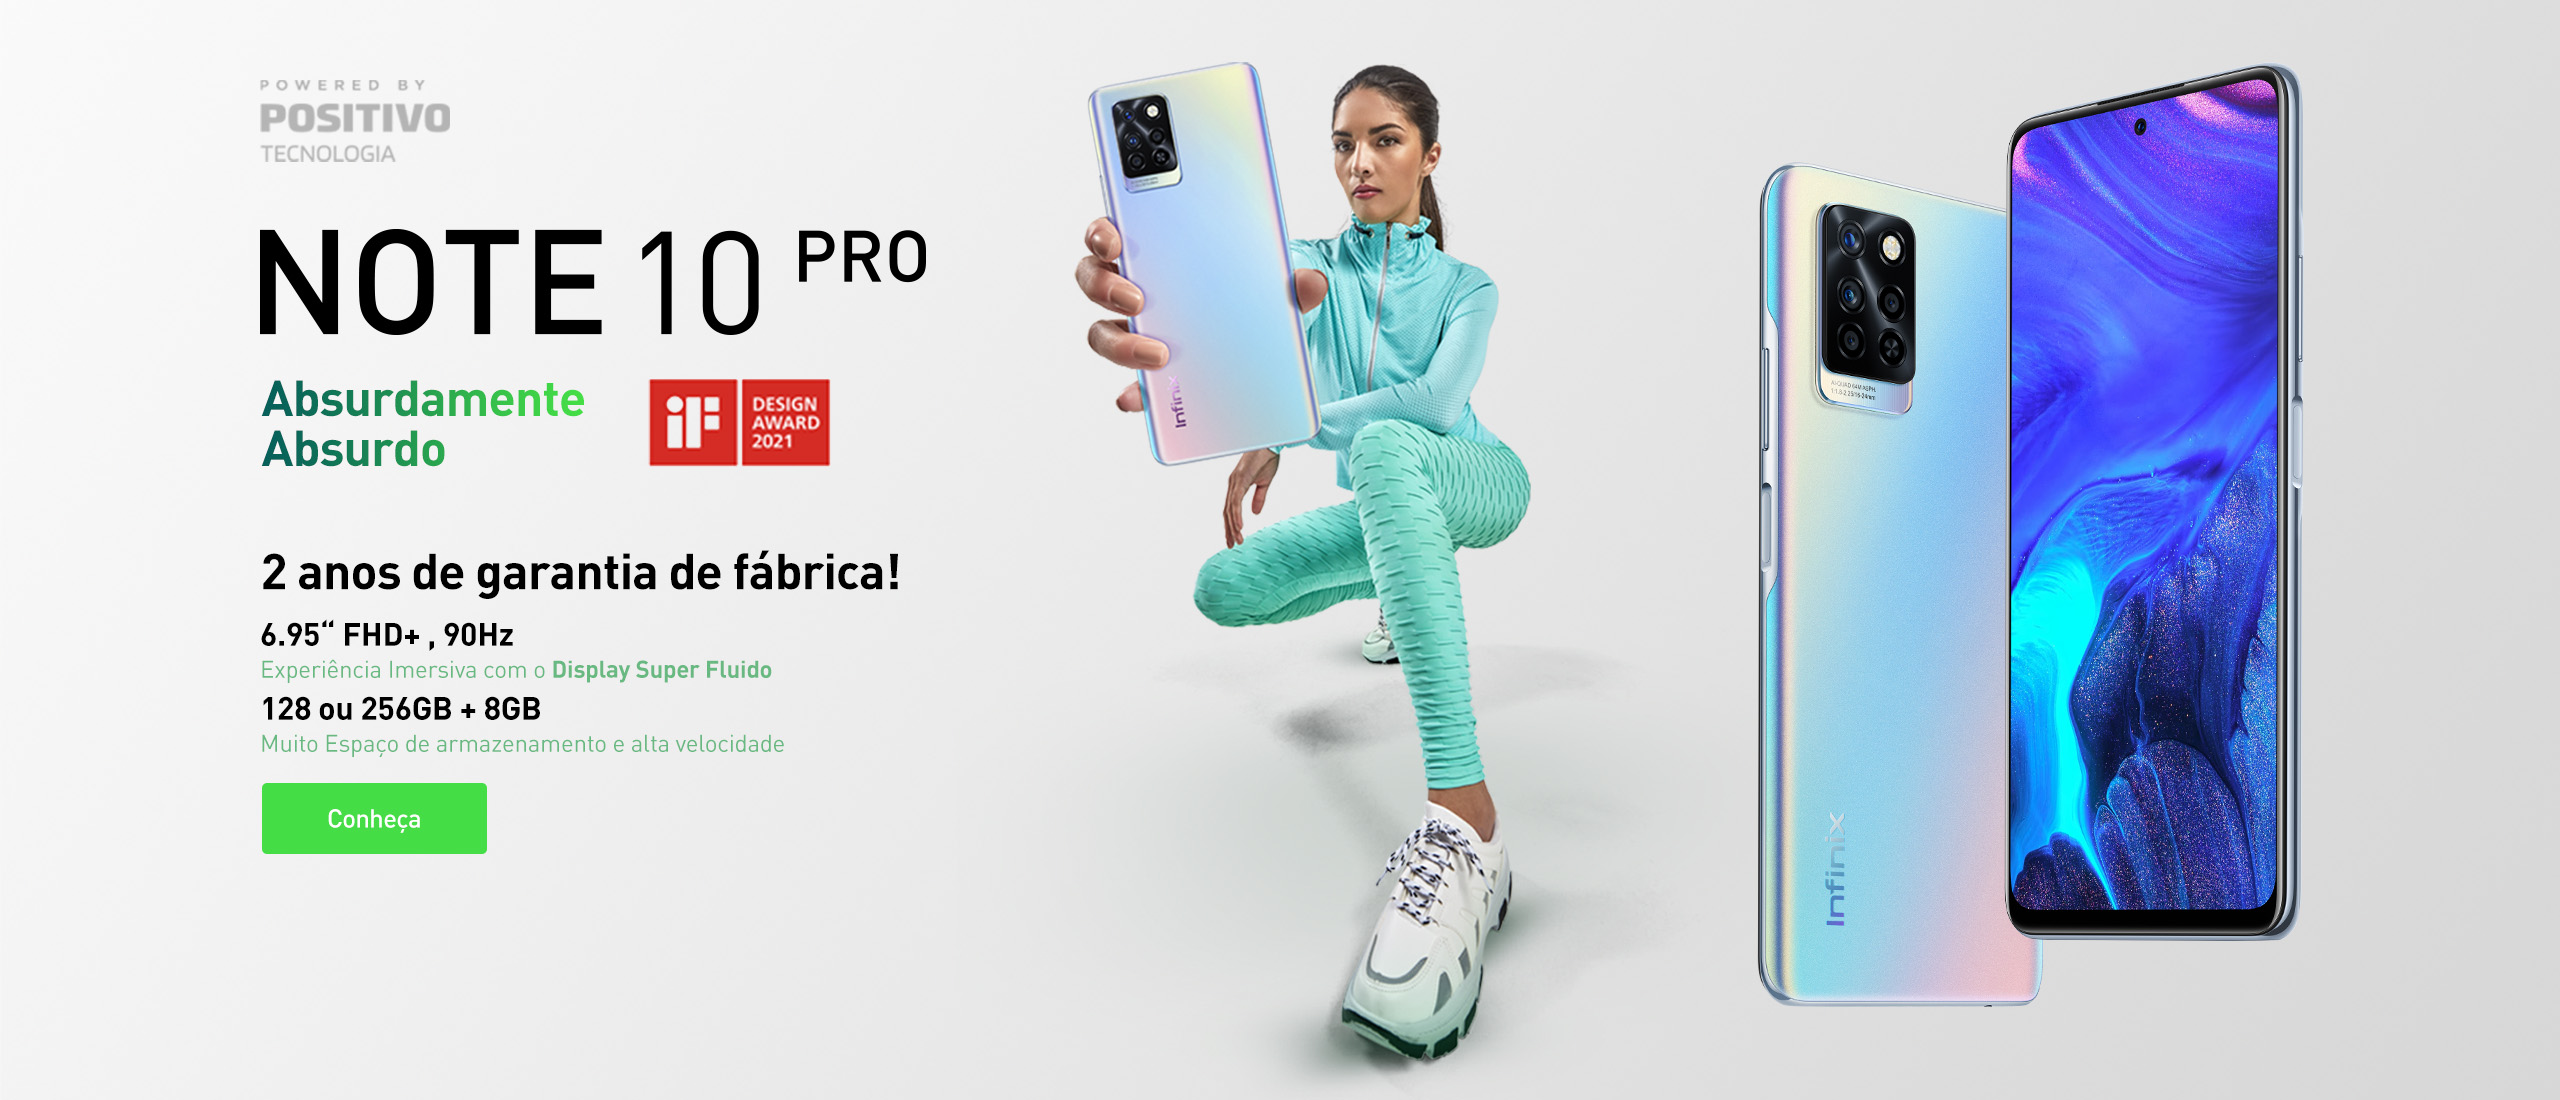 POWERED BY
POSITIVO
TECNOLOGIA
NOTE 10 PRO
Absurdamente
Absurdo
iF
DESIGN
AWARD
2021
2 anos de garantia de fábrica!
6.95“ FHD+ , 90Hz
Experiência Imersiva com o Display Super Fluido
128 ou 256GB + 8GB
Muito Espaço de armazenamento e alta velocidade
Conheça
Infinix
Infinix